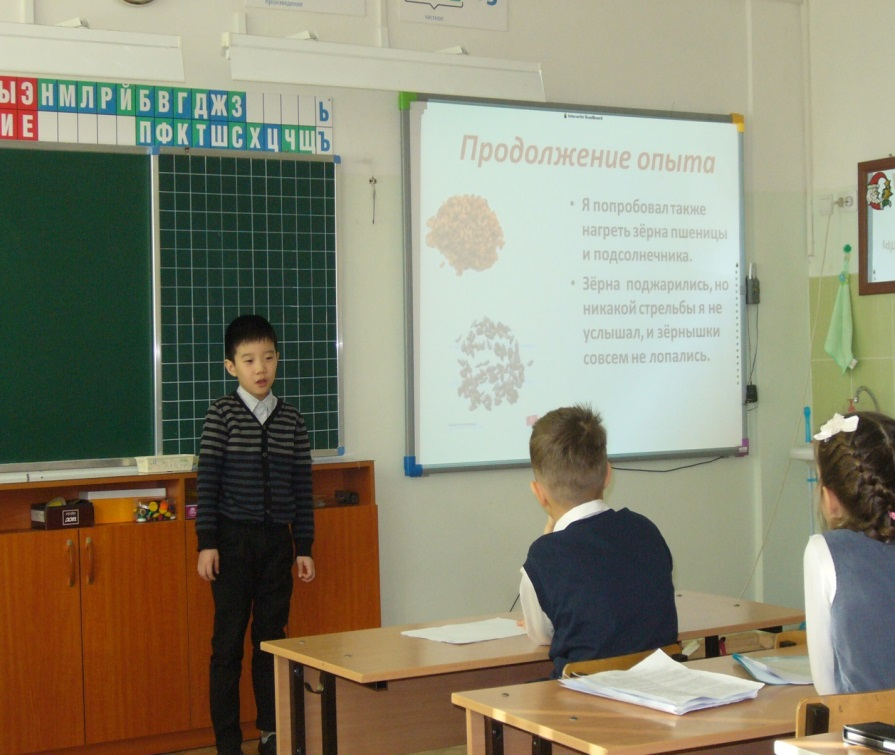 ЫЭНМЛРЙБВГДЖЗ Ь
ИЕ ПФКТШСХЦЧЩЪ
Продолжение опыта
• Я попробовал также
нагреть зёрна пшеницы
и подсолнечника.
• Зёрна поджарились, но
никакой стрельбы я не
услышал, и зёрнышки
совсем не лопались.